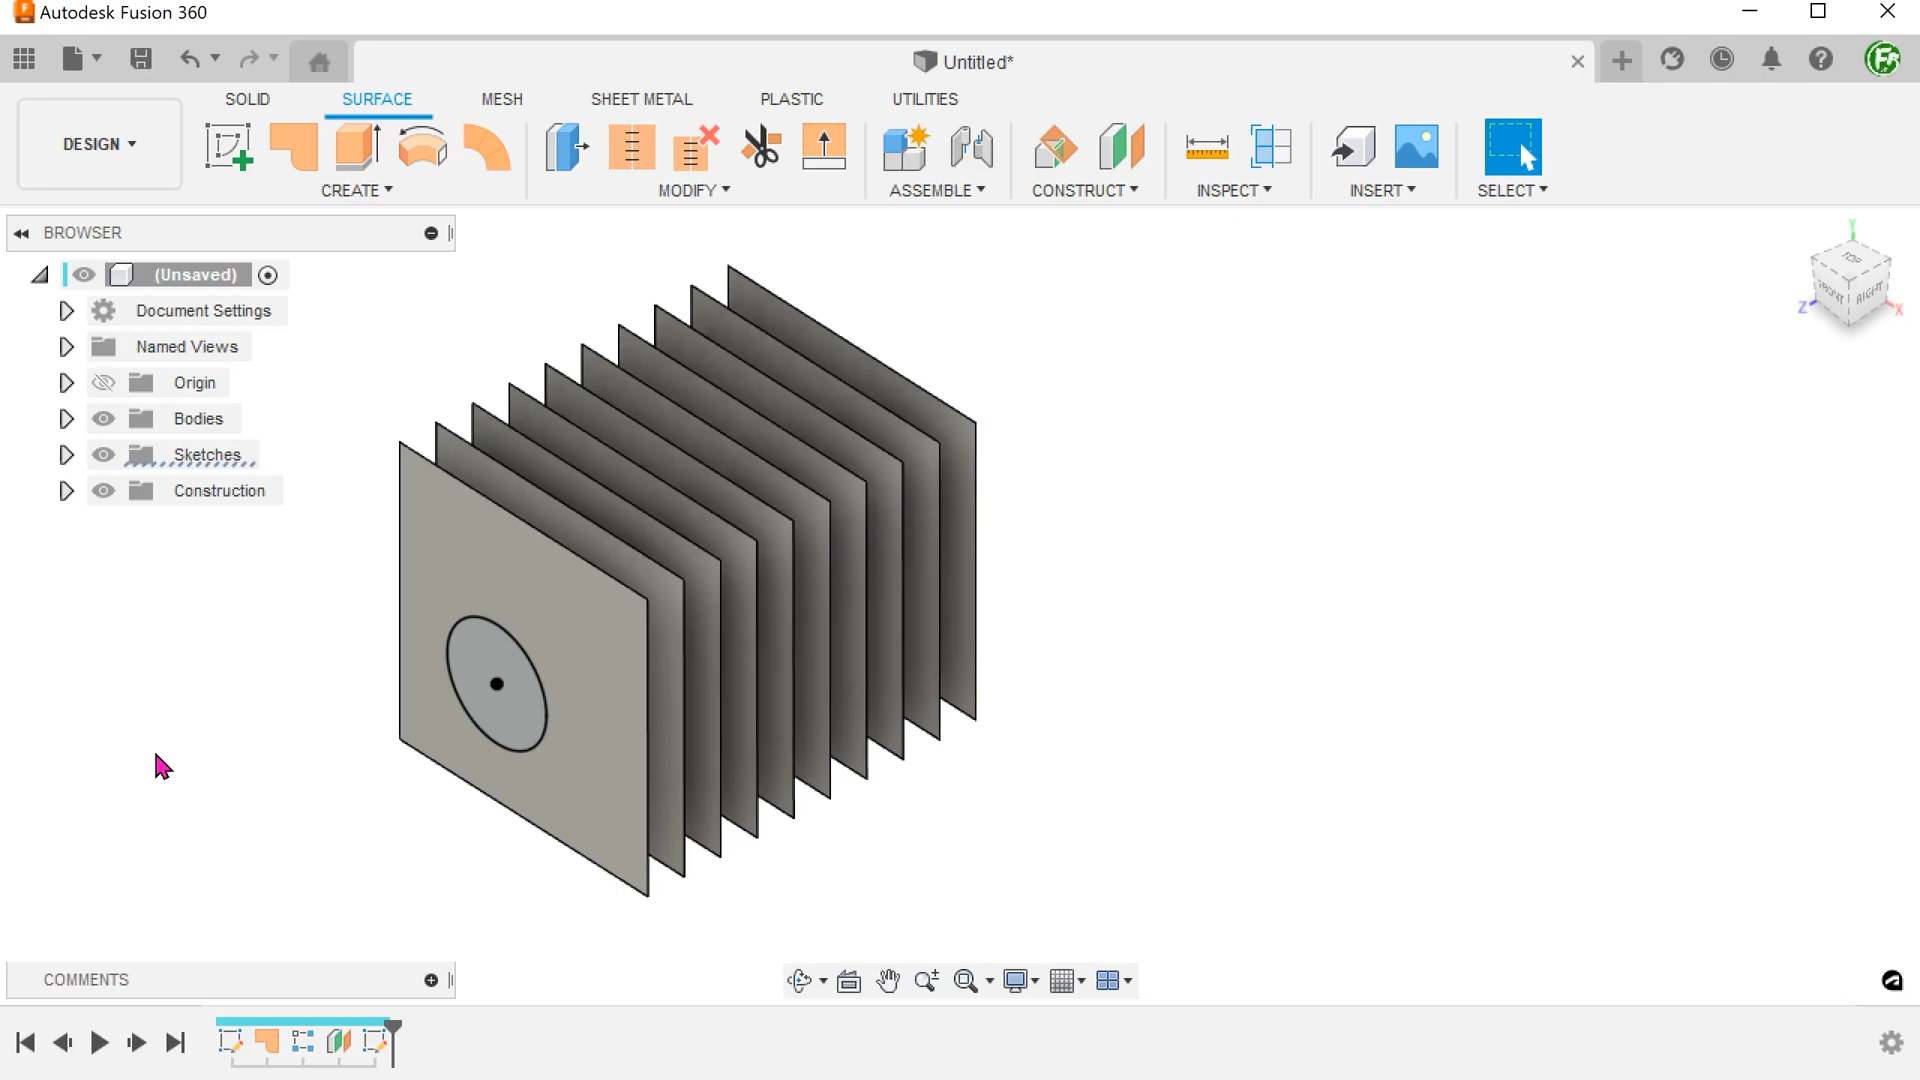 Autodesk Fusion 360
Untitled*
SOLID SURFACE MESH SHEET METAL PLASTIC UTILITIES
DESIGN
CREATE MODIFY ASSEMBLE CONSTRUCT INSPECT INSERT SELECT
BROWSER
(Unsaved)
Document Settings
Named Views
Origin
Bodies
Sketches
Construction
Y
TOP
FRONT RIGHT
Z X
COMMENTS